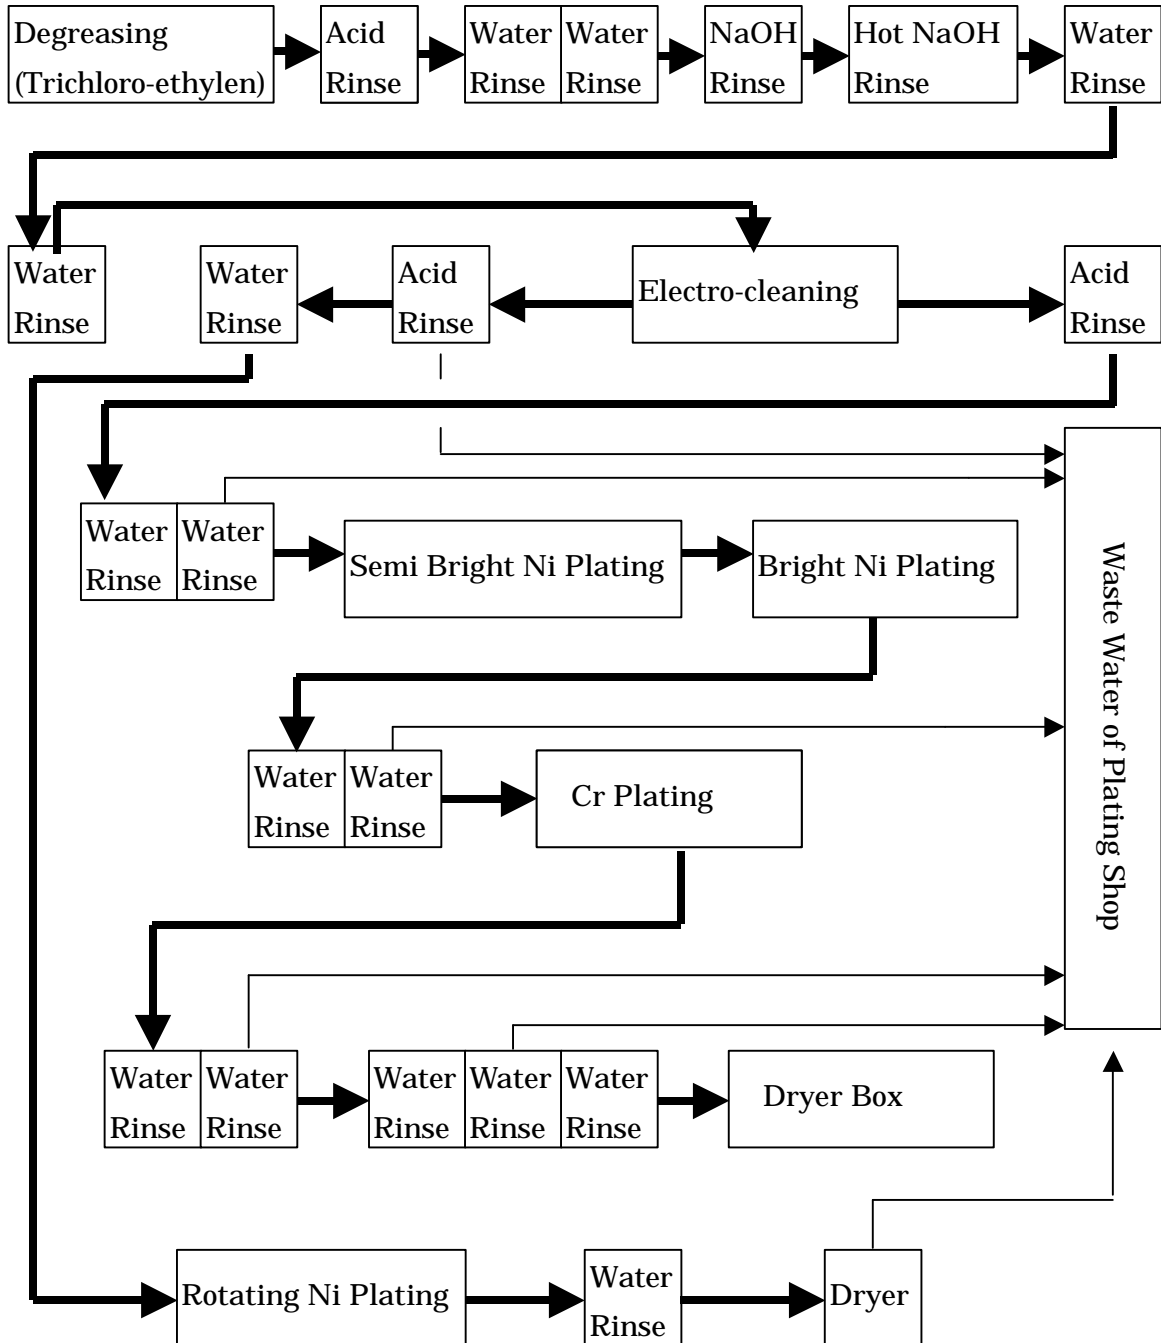 Degreasing
(Trichloro-ethylen)
Acid
Rinse
Water
Rinse
Water
Rinse
NaOH
Rinse
Hot NaOH
Rinse
Water
Rinse
Water
Rinse
Water
Rinse
Acid
Rinse
Electro-cleaning
Acid
Rinse
Water
Rinse
Water
Rinse
Semi Bright Ni Plating
Bright Ni Plating
Waste Water of Plating Shop
Water
Rinse
Water
Rinse
Cr Plating
Water
Rinse
Water
Rinse
Water
Rinse
Water
Rinse
Water
Rinse
Dryer Box
Rotating Ni Plating
Water
Rinse
Dryer